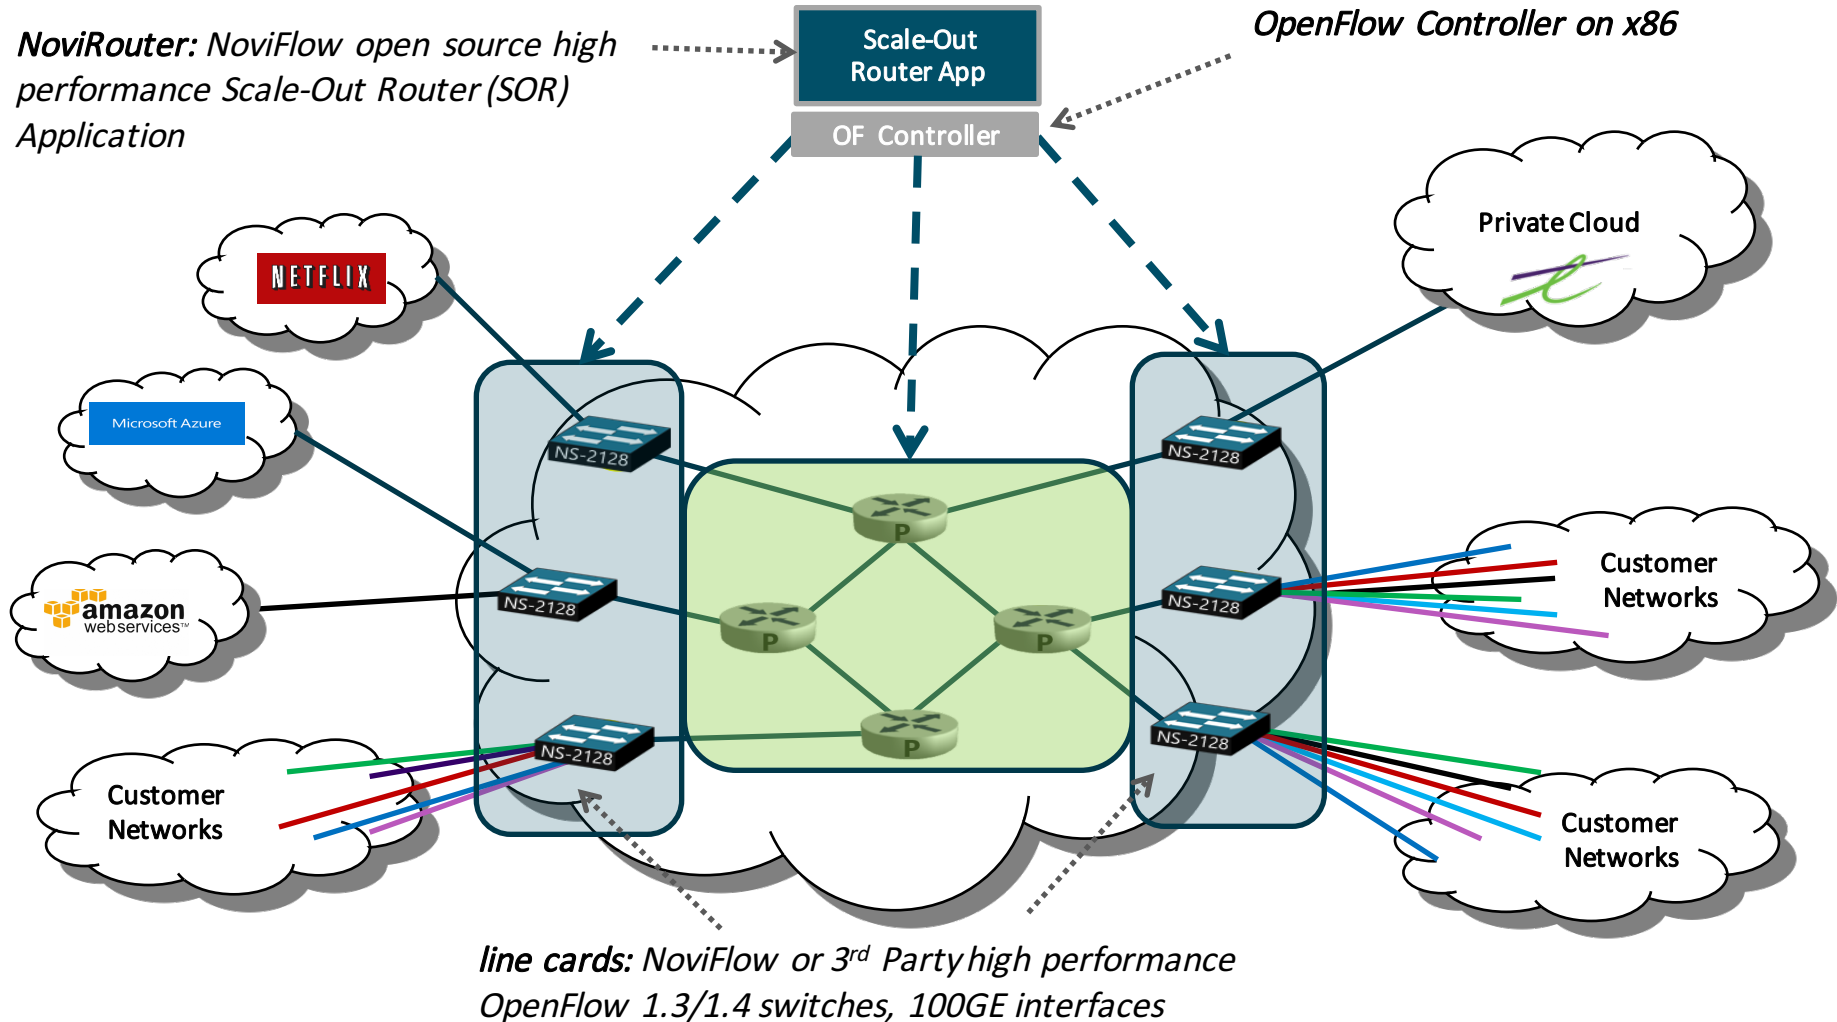 NoviRouter: NoviFlow open source high
performance Scale-Out Router (SOR)
Application
Scale-Out
Router App
OF Controller
OpenFlow Controller on x86
NETFLIX
Private Cloud
Microsoft Azure
NS-2128
NS-2128
P
amazon
webservices™
NS-2128
NS-2128
P
P
Customer
Networks
NS-2128
P
NS-2128
Customer
Networks
Customer
Networks
line cards: NoviFlow or 3rd Party high performance
OpenFlow 1.3/1.4 switches, 100GE interfaces